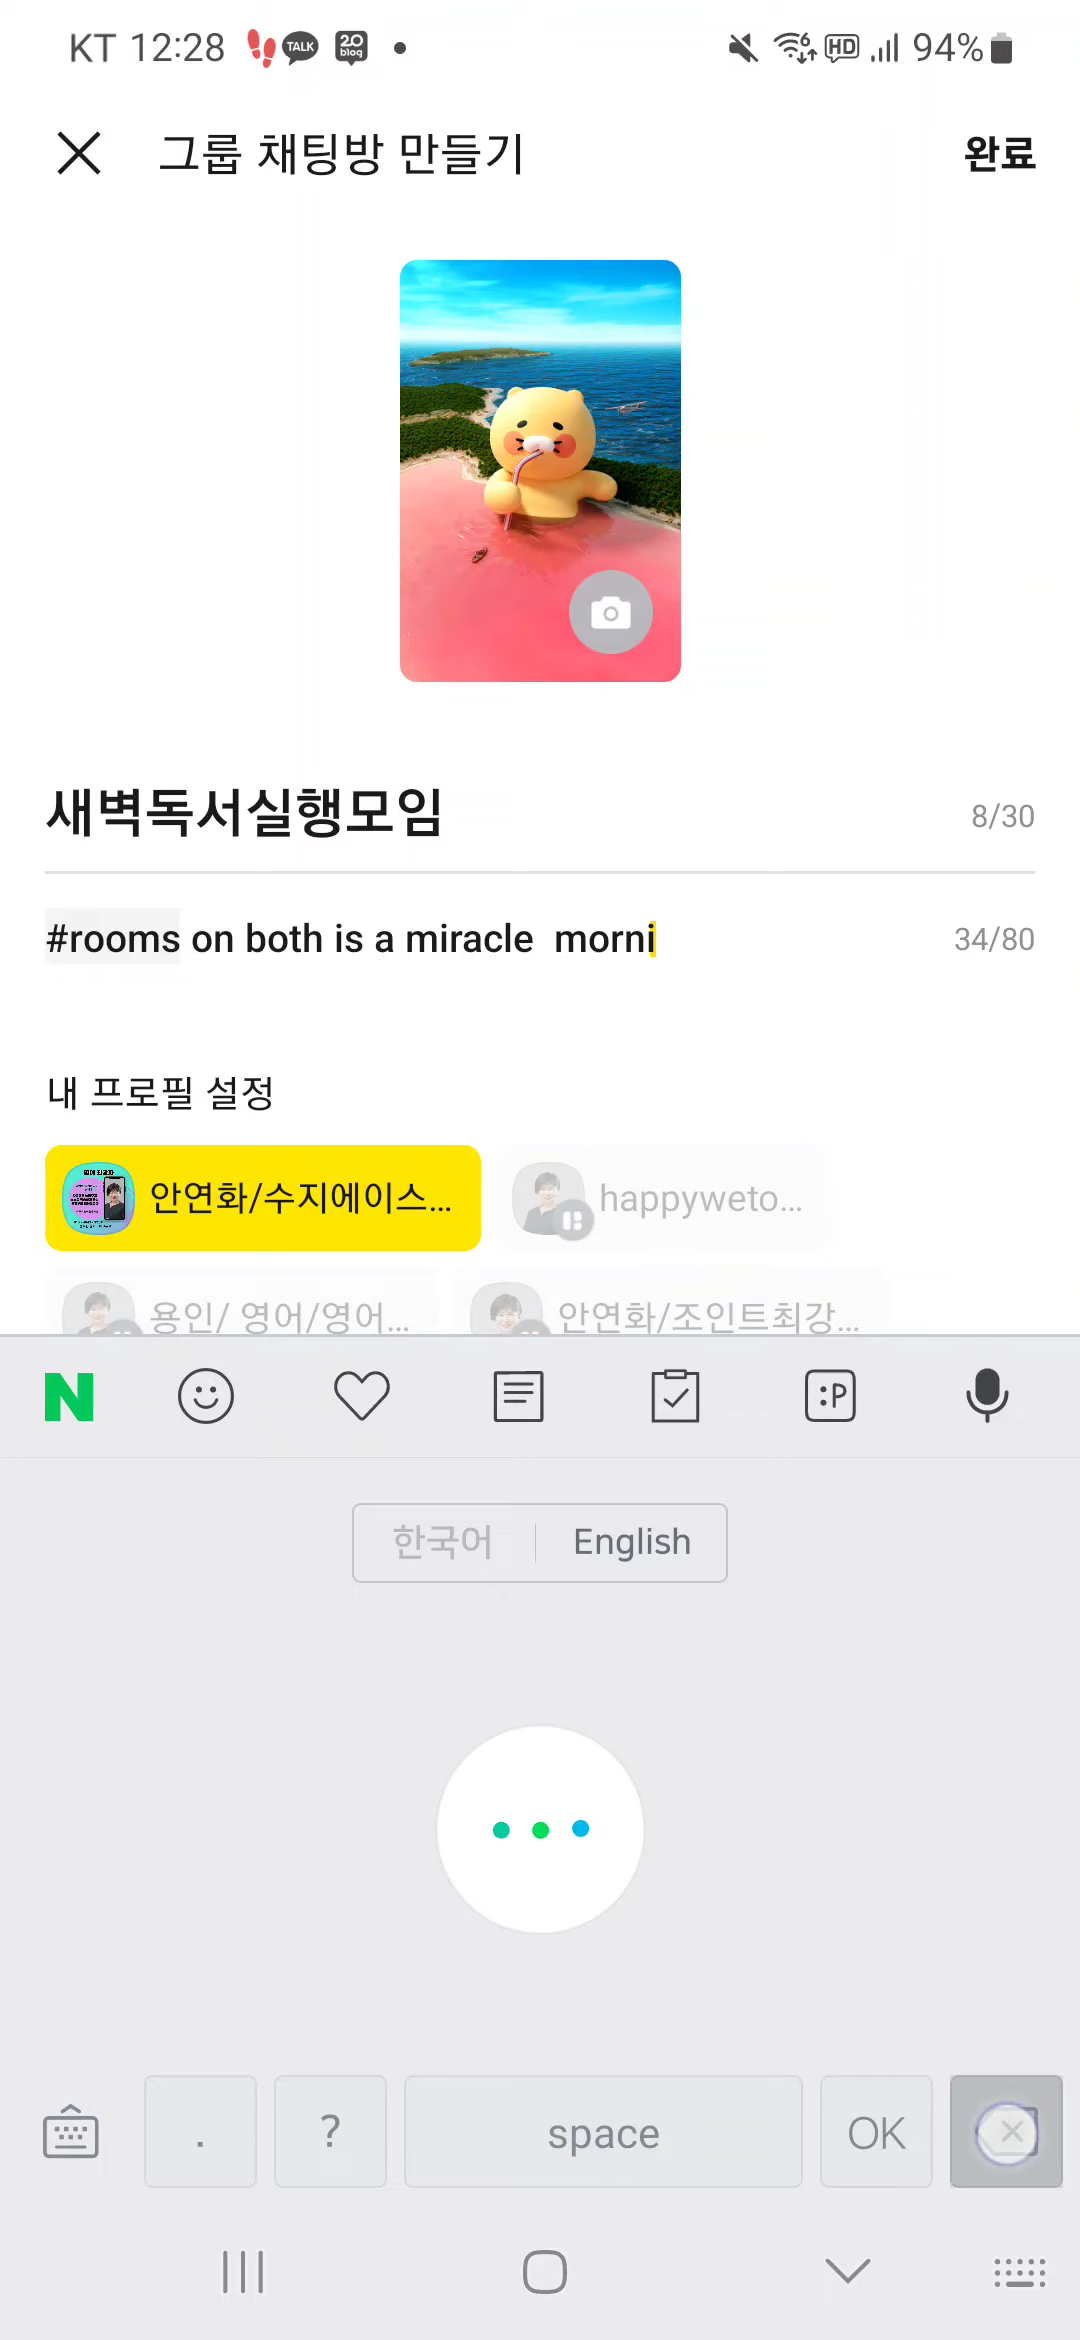 KT 12:28 TALK 2.0 blog HD 94%
그룹 채팅방 만들기 완료
새벽독서실행모임 8/30
#rooms on both is a miracle  morni 34/80
내 프로필 설정
안연화/수지에이스... happyweto...
용인/ 영어/영어... 안연화/조인트최강...
N :P
한국어 English
. ? space OK